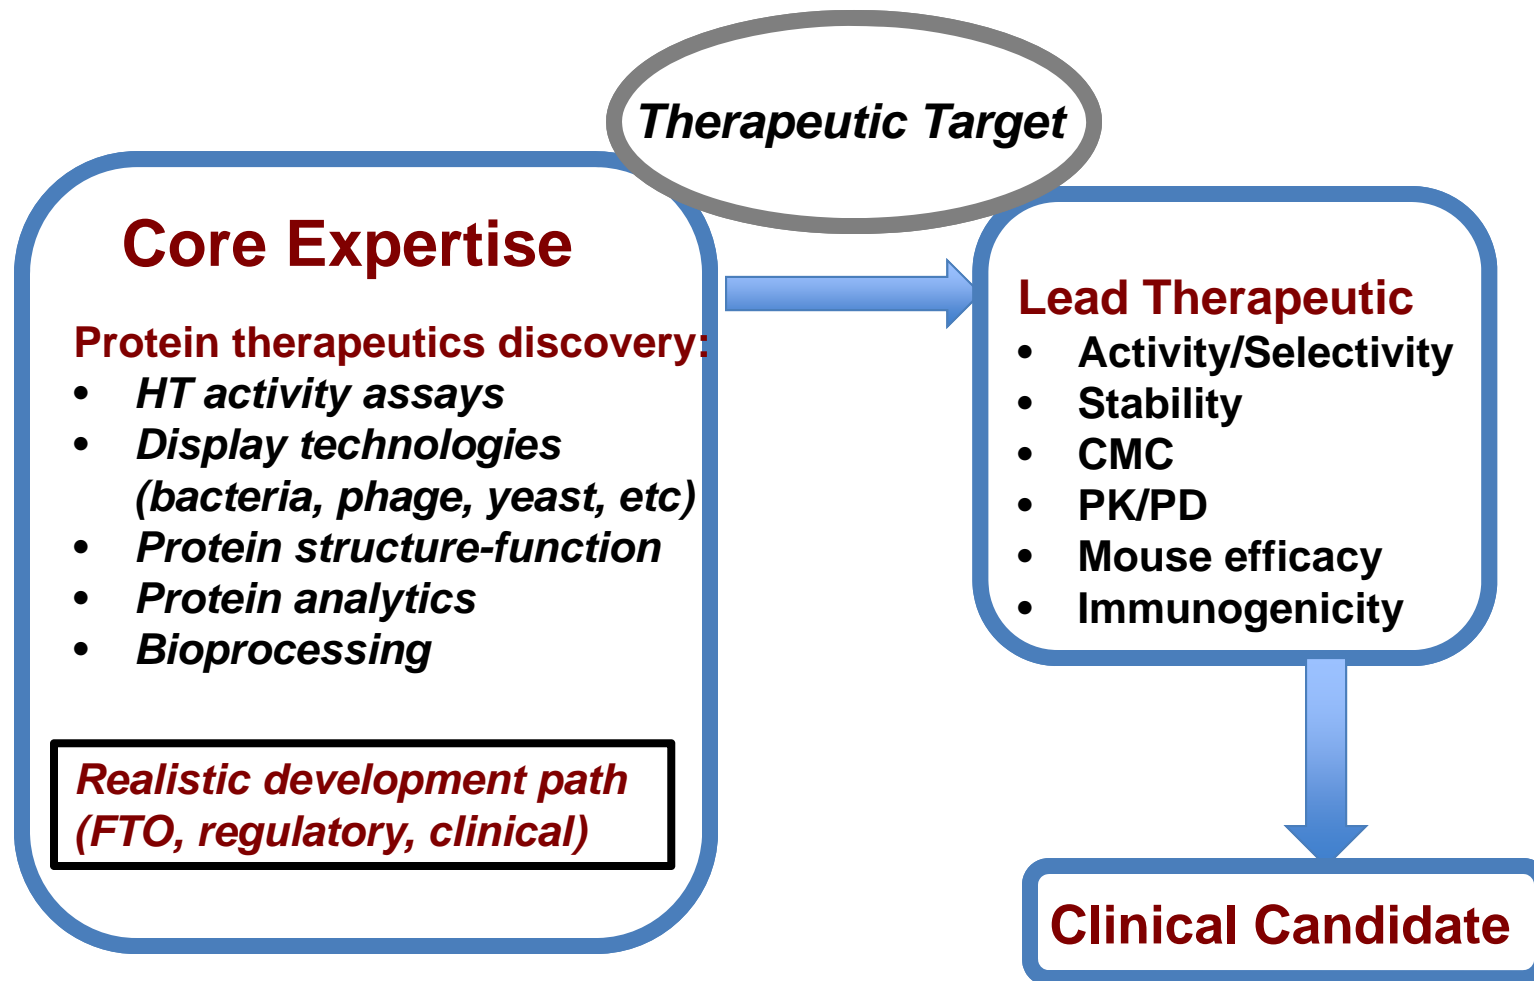 Therapeutic Target
Core Expertise
Protein therapeutics discovery:
• HT activity assays
• Display technologies
(bacteria, phage, yeast, etc)
• Protein structure-function
• Protein analytics
• Bioprocessing
Realistic development path
(FTO, regulatory, clinical)
Lead Therapeutic
• Activity/Selectivity
• Stability
• CMC
• PK/PD
• Mouse efficacy
• Immunogenicity
Clinical Candidate